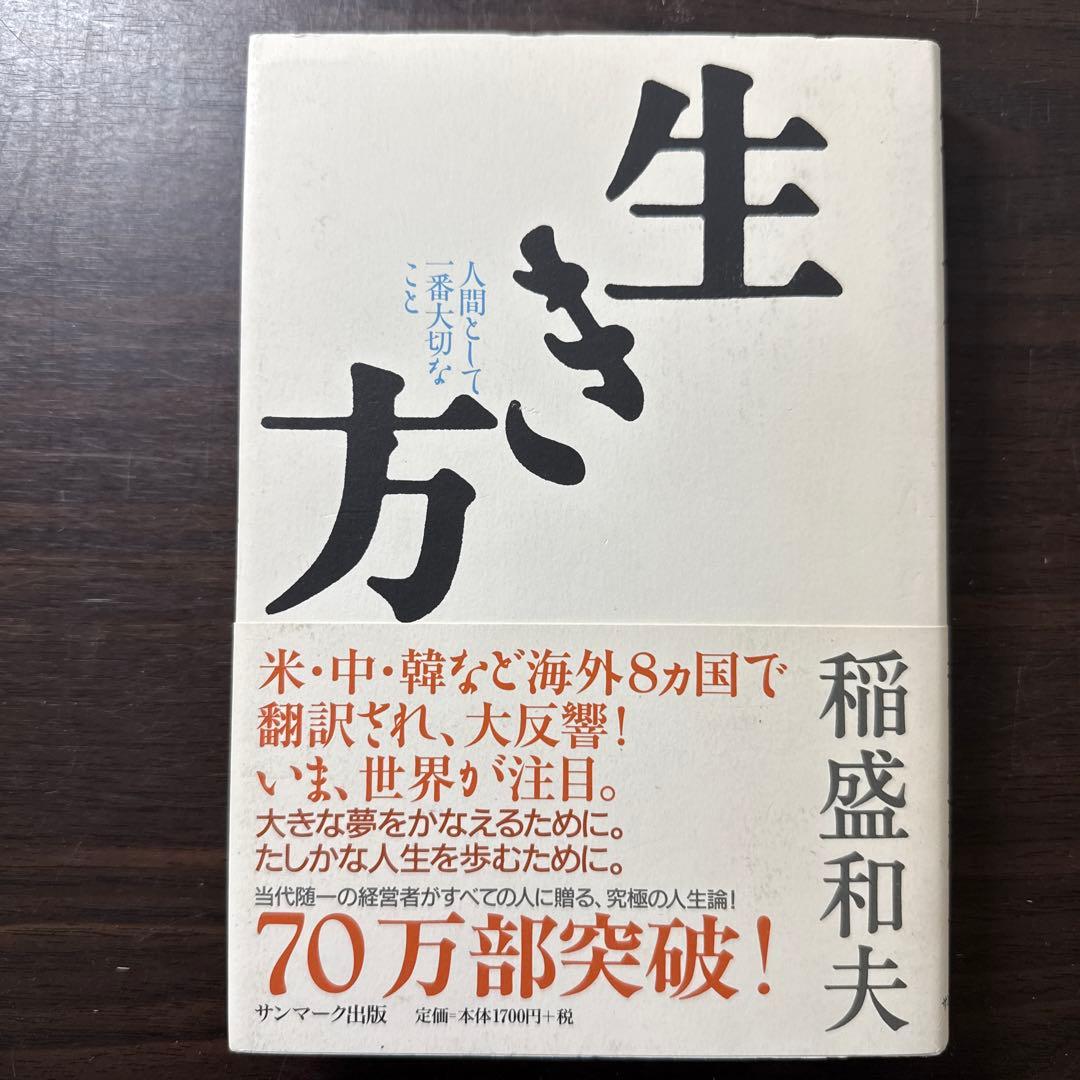 生き方
人間として
一番大切な
こと
稲盛和夫
米・中・韓など海外8ヵ国で
翻訳され、大反響!
いま、世界が注目。
大きな夢をかなえるために。
たしかな人生を歩むために。
当代随一の経営者がすべての人に贈る、究極の人生論!
70万部突破!
サンマーク出版 定価=本体1700円+税